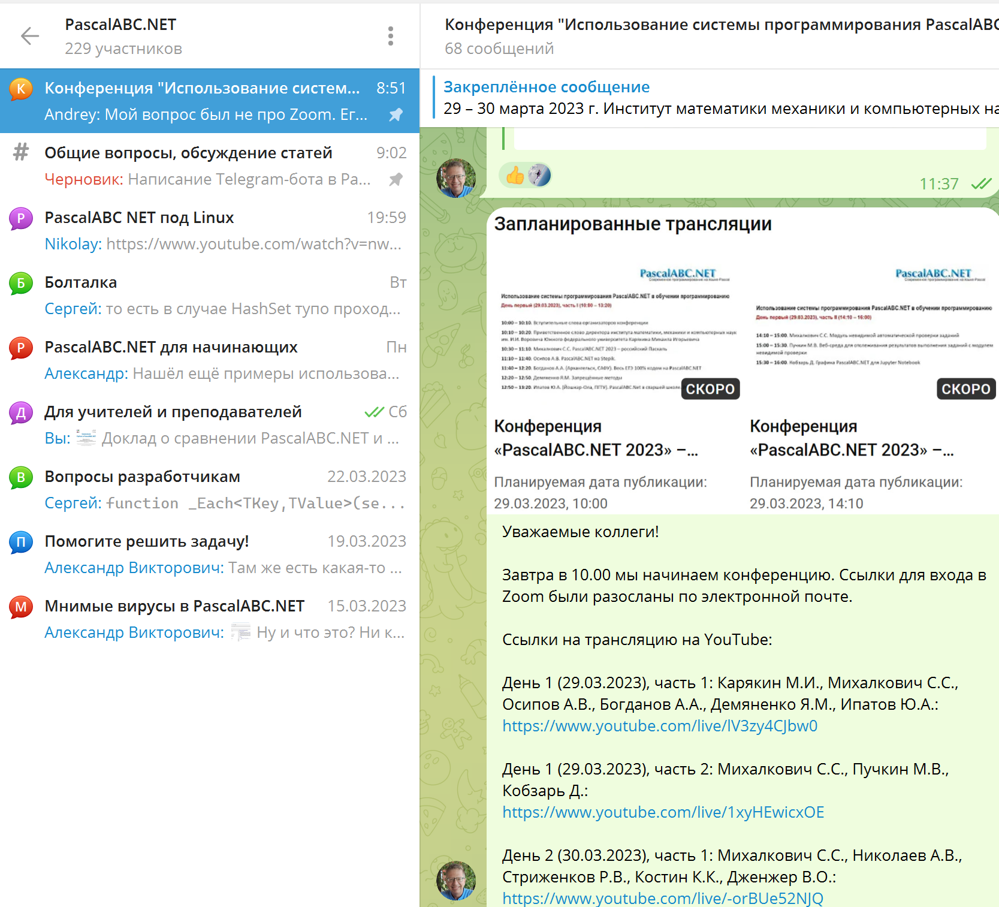 PascalABC.NET
229 участников
К
Конференция "Использование систем...
8:51
Andrey: Мой вопрос был не про Zoom. Ег...
#
Общие вопросы, обсуждение статей
9:02
Черновик: Написание Telegram-бота в Pa...
P
PascalABC NET под Linux
19:59
Nikolay: https://www.youtube.com/watch?v=nw...
Б
Болталка
Вт
Сергей: то есть в случае HashSet тупо проход...
P
PascalABC.NET для начинающих
Пн
Александр: Нашёл ещё примеры использова...
Д
Для учителей и преподавателей
Сб
Вы: Доклад о сравнении PascalABC.NET и ...
В
Вопросы разработчикам
22.03.2023
Сергей: function _Each<TKey,TValue>(se...
П
Помогите решить задачу!
19.03.2023
Александр Викторович: Там же есть какая-то ...
М
Мнимые вирусы в PascalABC.NET
15.03.2023
Александр Викторович: Ну и что это? Ни к...
Конференция "Использование системы программирования PascalABC
68 сообщений
Закреплённое сообщение
29 – 30 марта 2023 г. Институт математики механики и компьютерных на
11:37
Запланированные трансляции
PascalABC.NET
Современное программирование на языке Pascal
Использование системы программирования PascalABC.NET в обучении программированию
День первый (29.03.2023), часть I (10:00 – 13:20)
10:00 – 10:10. Вступительные слова организаторов конференции
10:10 – 10:20. Приветственное слово директора института математики, механики и компьютерных наук
им. И.И. Воровича Южного федерального университета Карякина Михаила Игоревича
10:30 – 11:10. Михалкович С.С. PascalABC.NET 2023 – российский Паскаль
11:10 – 11:40. Осипов А.В. PascalABC.NET на Stepik.
11:40 – 12:20. Богданов А.А. (Архангельск, САФУ). Весь ЕГЭ 100% кодом на PascalABC.NET
12:20 – 12:50. Демяненко Я.М. Запрещённые методы
12:50 – 13:20. Ипатов Ю.А. (Йошкар-Ола, ПГТУ). PascalABC.Net в старшей школе.
СКОРО
PascalABC.NET
Современное программирование на языке Pascal
Использование системы программирования PascalABC.NET в обучении программированию
День первый (29.03.2023), часть II (14:10 – 16:00)
14:10 – 15:00. Михалкович С.С. Модуль невидимой автоматической проверки заданий
15:00 – 15:30. Пучкин М.В. Веб-среда для отслеживания результатов выполнения заданий с модулем
невидимой проверки
15:30 – 16:00. Кобзарь Д. Графика PascalABC.NET для Jupyter Notebook
СКОРО
Конференция
«PascalABC.NET 2023» –...
Планируемая дата публикации:
29.03.2023, 10:00
Конференция
«PascalABC.NET 2023» –...
Планируемая дата публикации:
29.03.2023, 14:10
Уважаемые коллеги!
Завтра в 10.00 мы начинаем конференцию. Ссылки для входа в
Zoom были разосланы по электронной почте.
Ссылки на трансляцию на YouTube:
День 1 (29.03.2023), часть 1: Карякин М.И., Михалкович С.С.,
Осипов А.В., Богданов А.А., Демяненко Я.М., Ипатов Ю.А.:
https://www.youtube.com/live/lV3zy4CJbw0
День 1 (29.03.2023), часть 2: Михалкович С.С., Пучкин М.В.,
Кобзарь Д.:
https://www.youtube.com/live/1xyHEwicxOE
День 2 (30.03.2023), часть 1: Михалкович С.С., Николаев А.В.,
Стриженков Р.В., Костин К.К., Дженжер В.О.:
https://www.youtube.com/live/-orBUe52NJQ